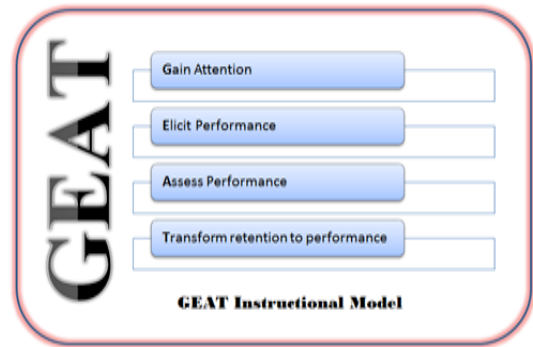 GEAT
Gain Attention
Elicit Performance
Assess Performance
Transform retention to performance
GEAT Instructional Model